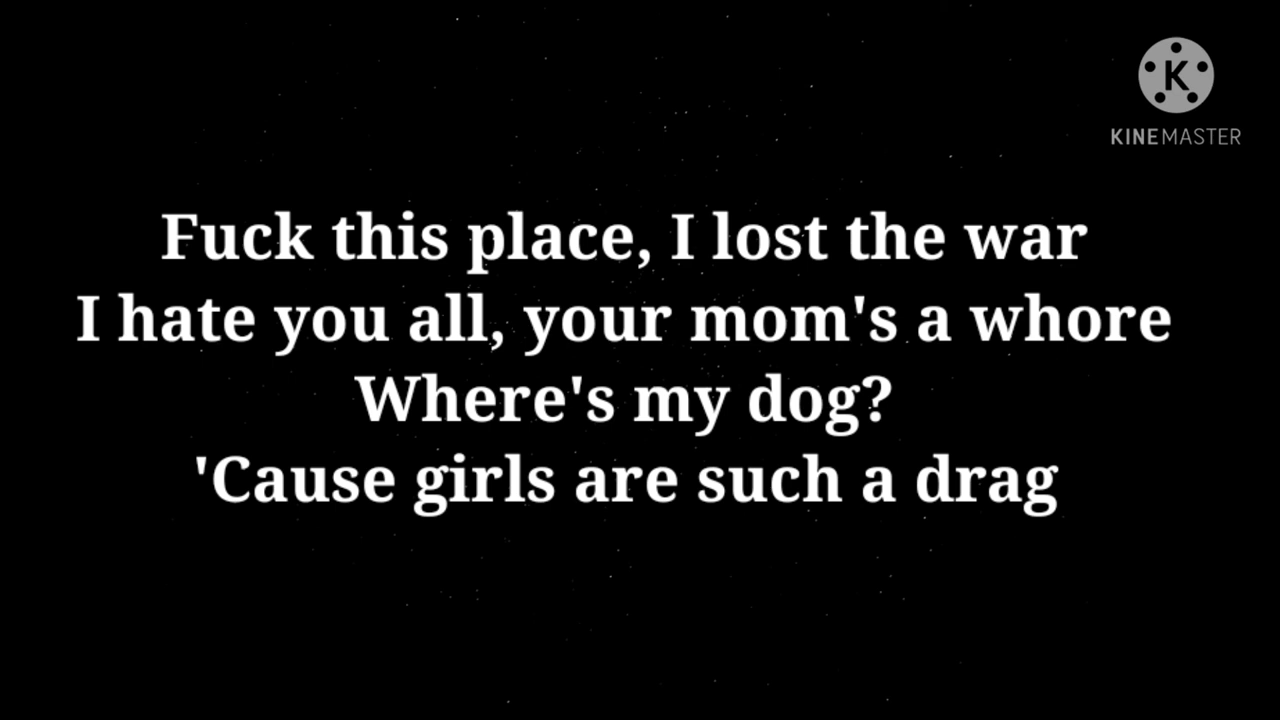 KINEMASTER
Fuck this place, I lost the war
I hate you all, your mom's a whore
Where's my dog?
'Cause girls are such a drag